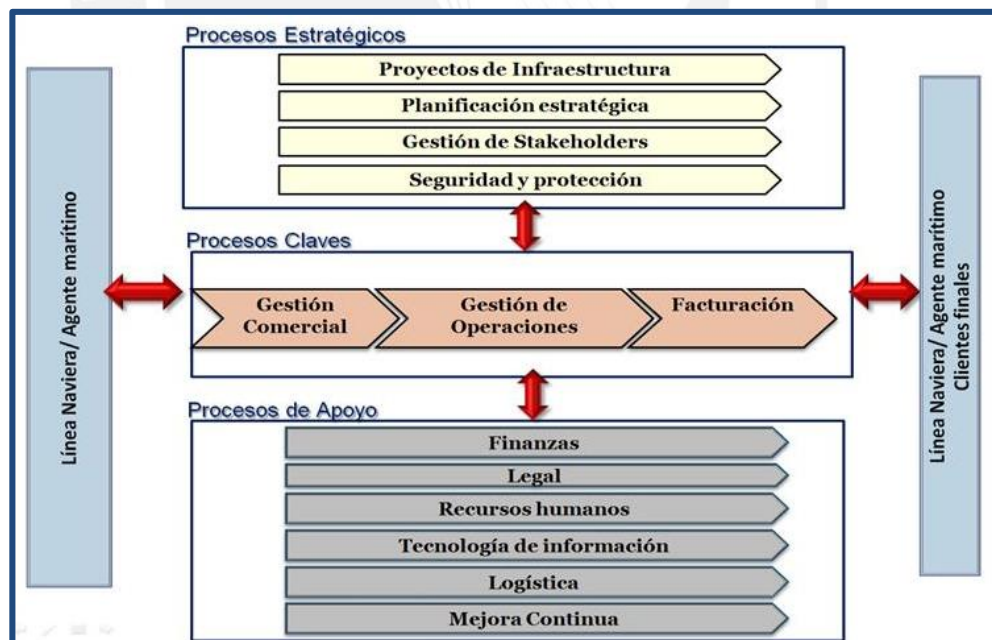 Procesos Estratégicos
Proyectos de Infraestructura
Planificación estratégica
Gestión de Stakeholders
Seguridad y protección
Línea Naviera/ Agente marítimo
Procesos Claves
Gestión
Comercial
Gestión de
Operaciones
Facturación
Línea Naviera/ Agente marítimo
Clientes finales
Procesos de Apoyo
Finanzas
Legal
Recursos humanos
Tecnología de información
Logística
Mejora Continua